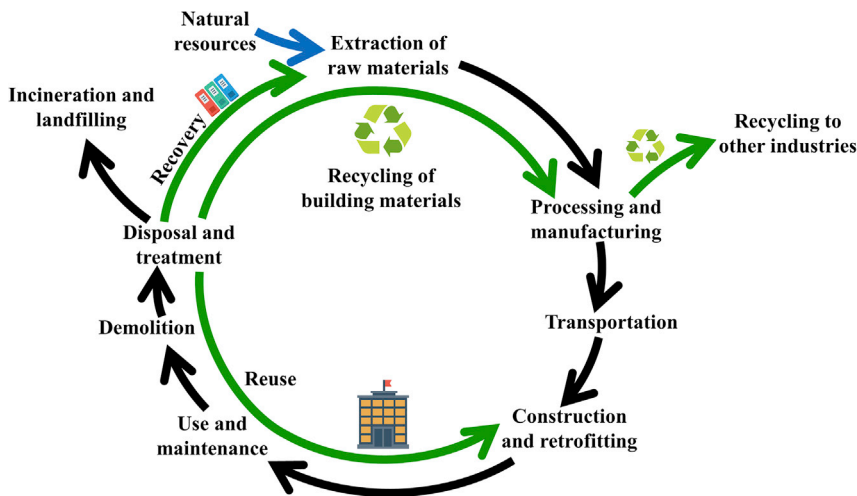 Natural
resources
Extraction of
raw materials
Incineration and
landfilling
Recovery
Recycling of
building materials
Recycling to
other industries
Processing and
manufacturing
Disposal and
treatment
Demolition
Transportation
Reuse
Use and
maintenance
Construction
and retrofitting